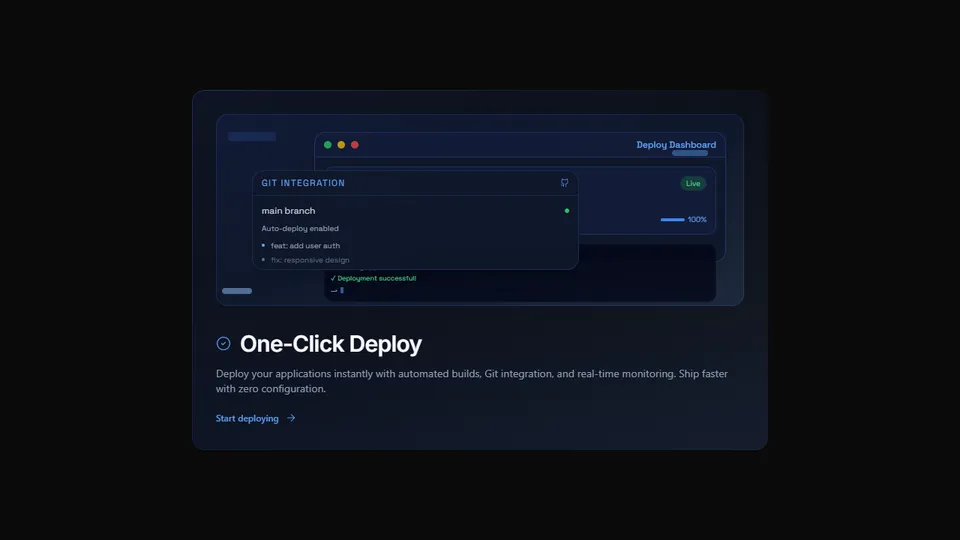 Deploy Dashboard
GIT INTEGRATION
Live
main branch
100%
Auto-deploy enabled
feat: add user auth
fix: responsive design
✓ Deployment successful!
One-Click Deploy
Deploy your applications instantly with automated builds, Git integration, and real-time monitoring. Ship faster
with zero configuration.
Start deploying →